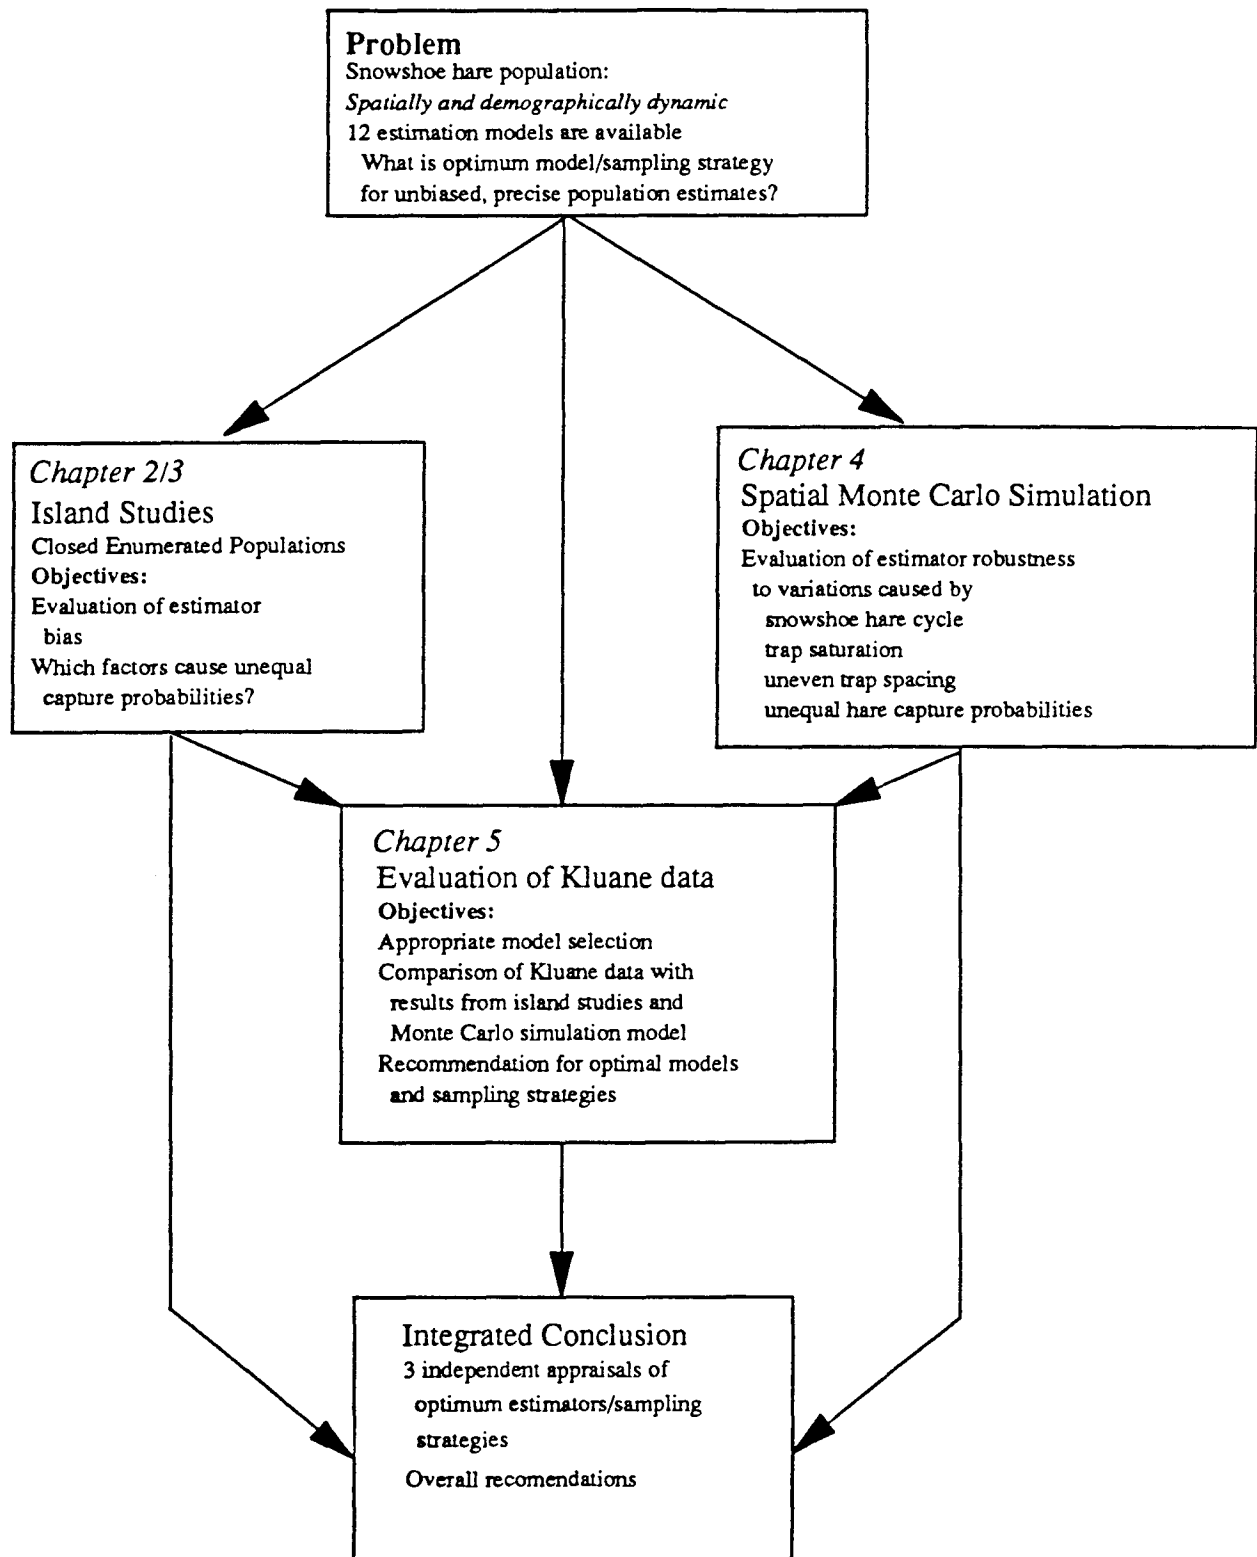 Problem
Snowshoe hare population:
Spatially and demographically dynamic
12 estimation models are available
What is optimum model/sampling strategy
for unbiased, precise population estimates?
Chapter 2/3
Island Studies
Closed Enumerated Populations
Objectives:
Evaluation of estimator
bias
Which factors cause unequal
capture probabilities?
Chapter 4
Spatial Monte Carlo Simulation
Objectives:
Evaluation of estimator robustness
to variations caused by
snowshoe hare cycle
trap saturation
uneven trap spacing
unequal hare capture probabilities
Chapter 5
Evaluation of Kluane data
Objectives:
Appropriate model selection
Comparison of Kluane data with
results from island studies and
Monte Carlo simulation model
Recommendation for optimal models
and sampling strategies
Integrated Conclusion
3 independent appraisals of
optimum estimators/sampling
strategies
Overall recomendations